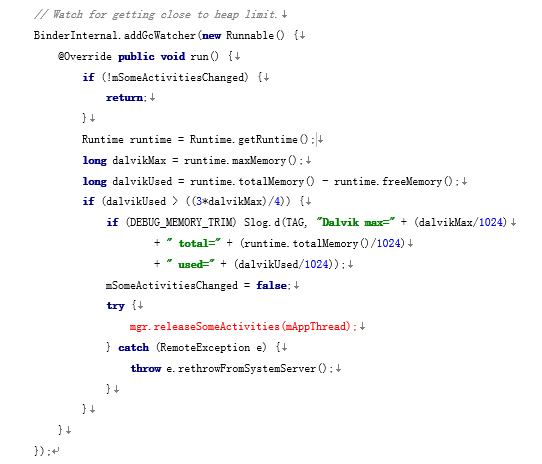 // Watch for getting close to heap limit.↓
BinderInternal.addGcWatcher(new Runnable() {↓
    @Override public void run() {↓
        if (!mSomeActivitiesChanged) {↓
            return;↓
        }↓
        Runtime runtime = Runtime.getRuntime();↓
        long dalvikMax = runtime.maxMemory();↓
        long dalvikUsed = runtime.totalMemory() - runtime.freeMemory();↓
        if (dalvikUsed > ((3*dalvikMax)/4)) {↓
            if (DEBUG_MEMORY_TRIM) Slog.d(TAG, "Dalvik max=" + (dalvikMax/1024)↓
                    + " total=" + (runtime.totalMemory()/1024)↓
                    + " used=" + (dalvikUsed/1024));↓
            mSomeActivitiesChanged = false;↓
            try {↓
                mgr.releaseSomeActivities(mAppThread);↓
            } catch (RemoteException e) {↓
                throw e.rethrowFromSystemServer();↓
            }↓
        }↓
    }↓
});↵